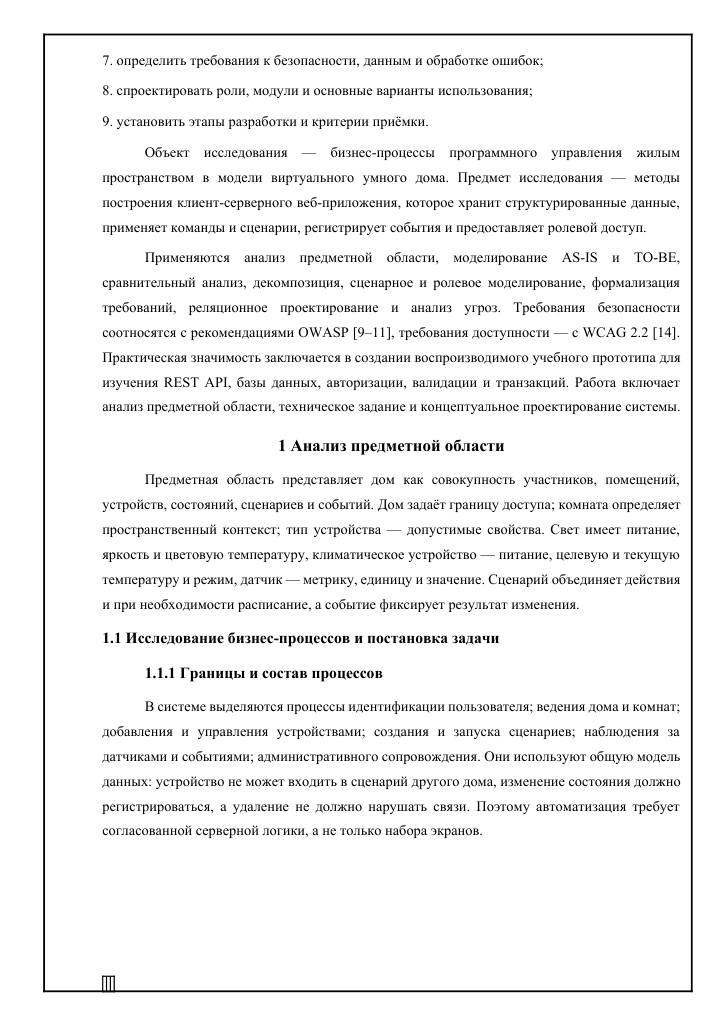 7. определить требования к безопасности, данным и обработке ошибок;
8. спроектировать роли, модули и основные варианты использования;
9. установить этапы разработки и критерии приёмки.
Объект исследования — бизнес-процессы программного управления жилым
пространством в модели виртуального умного дома. Предмет исследования — методы
построения клиент-серверного веб-приложения, которое хранит структурированные данные,
применяет команды и сценарии, регистрирует события и предоставляет ролевой доступ.
Применяются анализ предметной области, моделирование AS-IS и TO-BE,
сравнительный анализ, декомпозиция, сценарное и ролевое моделирование, формализация
требований, реляционное проектирование и анализ угроз. Требования безопасности
соотносятся с рекомендациями OWASP [9–11], требования доступности — с WCAG 2.2 [14].
Практическая значимость заключается в создании воспроизводимого учебного прототипа для
изучения REST API, базы данных, авторизации, валидации и транзакций. Работа включает
анализ предметной области, техническое задание и концептуальное проектирование системы.
1 Анализ предметной области
Предметная область представляет дом как совокупность участников, помещений,
устройств, состояний, сценариев и событий. Дом задаёт границу доступа; комната определяет
пространственный контекст; тип устройства — допустимые свойства. Свет имеет питание,
яркость и цветовую температуру, климатическое устройство — питание, целевую и текущую
температуру и режим, датчик — метрику, единицу и значение. Сценарий объединяет действия
и при необходимости расписание, а событие фиксирует результат изменения.
1.1 Исследование бизнес-процессов и постановка задачи
1.1.1 Границы и состав процессов
В системе выделяются процессы идентификации пользователя; ведения дома и комнат;
добавления и управления устройствами; создания и запуска сценариев; наблюдения за
датчиками и событиями; административного сопровождения. Они используют общую модель
данных: устройство не может входить в сценарий другого дома, изменение состояния должно
регистрироваться, а удаление не должно нарушать связи. Поэтому автоматизация требует
согласованной серверной логики, а не только набора экранов.